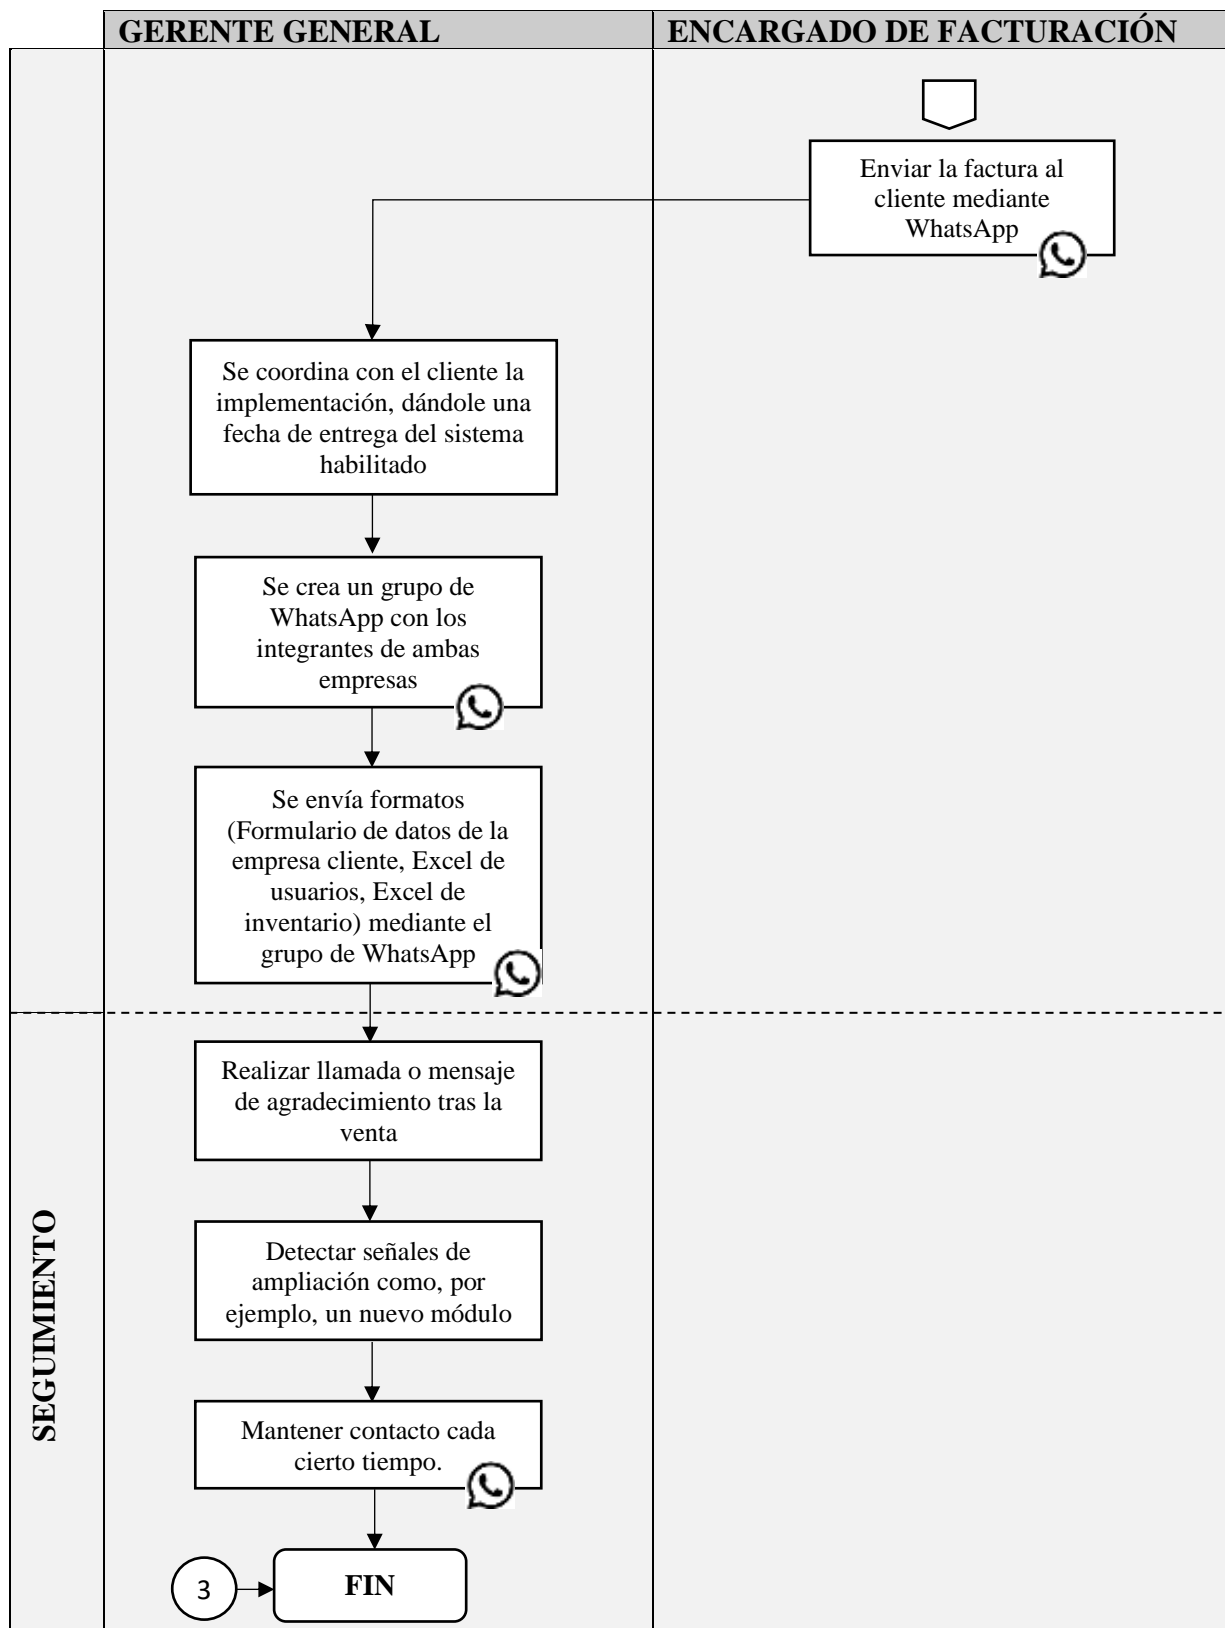 GERENTE GENERAL
ENCARGADO DE FACTURACIÓN
Enviar la factura al
cliente mediante
WhatsApp
Se coordina con el cliente la
implementación, dándole una
fecha de entrega del sistema
habilitado
Se crea un grupo de
WhatsApp con los
integrantes de ambas
empresas
Se envía formatos
(Formulario de datos de la
empresa cliente, Excel de
usuarios, Excel de
inventario) mediante el
grupo de WhatsApp
SEGUIMIENTO
Realizar llamada o mensaje
de agradecimiento tras la
venta
Detectar señales de
ampliación como, por
ejemplo, un nuevo módulo
Mantener contacto cada
cierto tiempo.
3
FIN